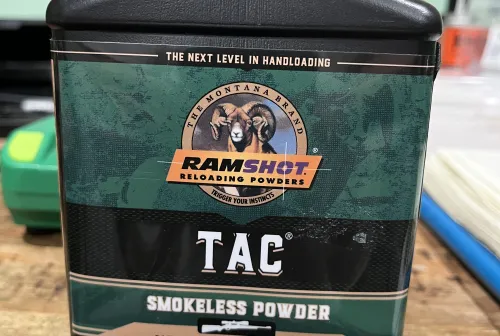 THE NEXT LEVEL IN HANDLOADING
THE MONTANA BRAND
RAMSHOT®
RELOADING POWDERS
TRIGGER YOUR INSTINCTS
TAC®
SMOKELESS POWDER